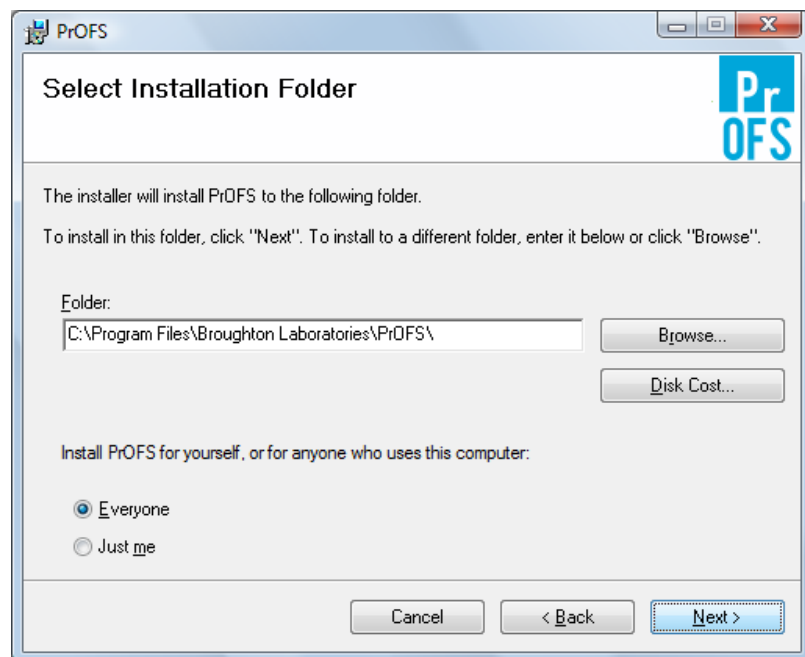 PrOFS
Select Installation Folder
Pr
OFS
The installer will install PrOFS to the following folder.
To install in this folder, click "Next". To install to a different folder, enter it below or click "Browse".
Folder:
C:\Program Files\Broughton Laboratories\PrOFS\
Browse...
Disk Cost...
Install PrOFS for yourself, or for anyone who uses this computer:
Everyone
Just me
Cancel
< Back
Next >